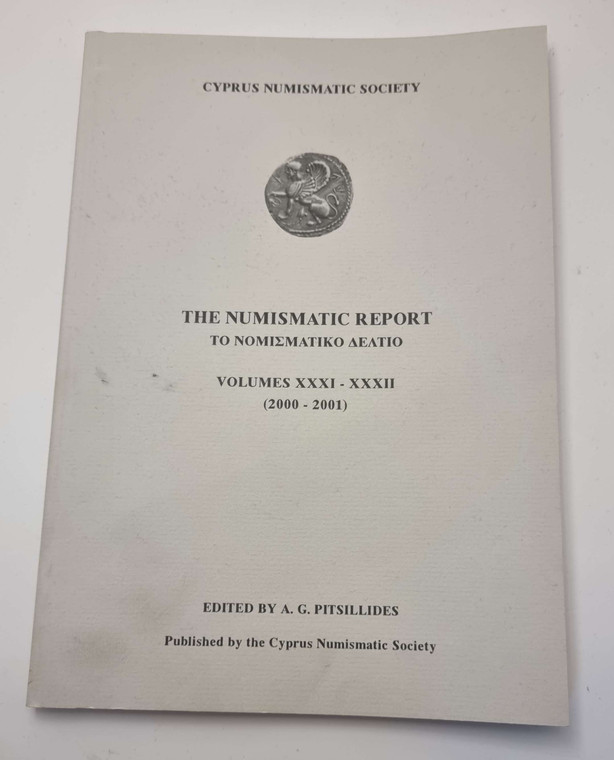 CYPRUS NUMISMATIC SOCIETY
THE NUMISMATIC REPORT
ΤΟ ΝΟΜΙΣΜΑΤΙΚΟ ΔΕΛΤΙΟ
VOLUMES XXXI - XXXII
(2000 - 2001)
EDITED BY A. G. PITSILLIDES
Published by the Cyprus Numismatic Society